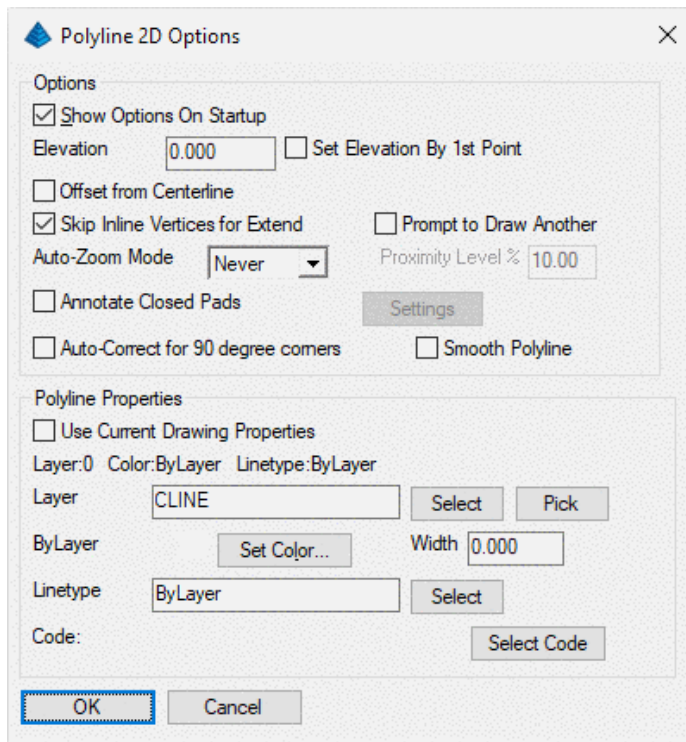 Polyline 2D Options
Options
Show Options On Startup
Elevation 0.000 Set Elevation By 1st Point
Offset from Centerline
Skip Inline Vertices for Extend Prompt to Draw Another
Auto-Zoom Mode Never Proximity Level % 10.00
Annotate Closed Pads Settings
Auto-Correct for 90 degree corners Smooth Polyline
Polyline Properties
Use Current Drawing Properties
Layer:0 Color:ByLayer Linetype:ByLayer
Layer CLINE Select Pick
ByLayer Set Color... Width 0.000
Linetype ByLayer Select
Code: Select Code
OK Cancel